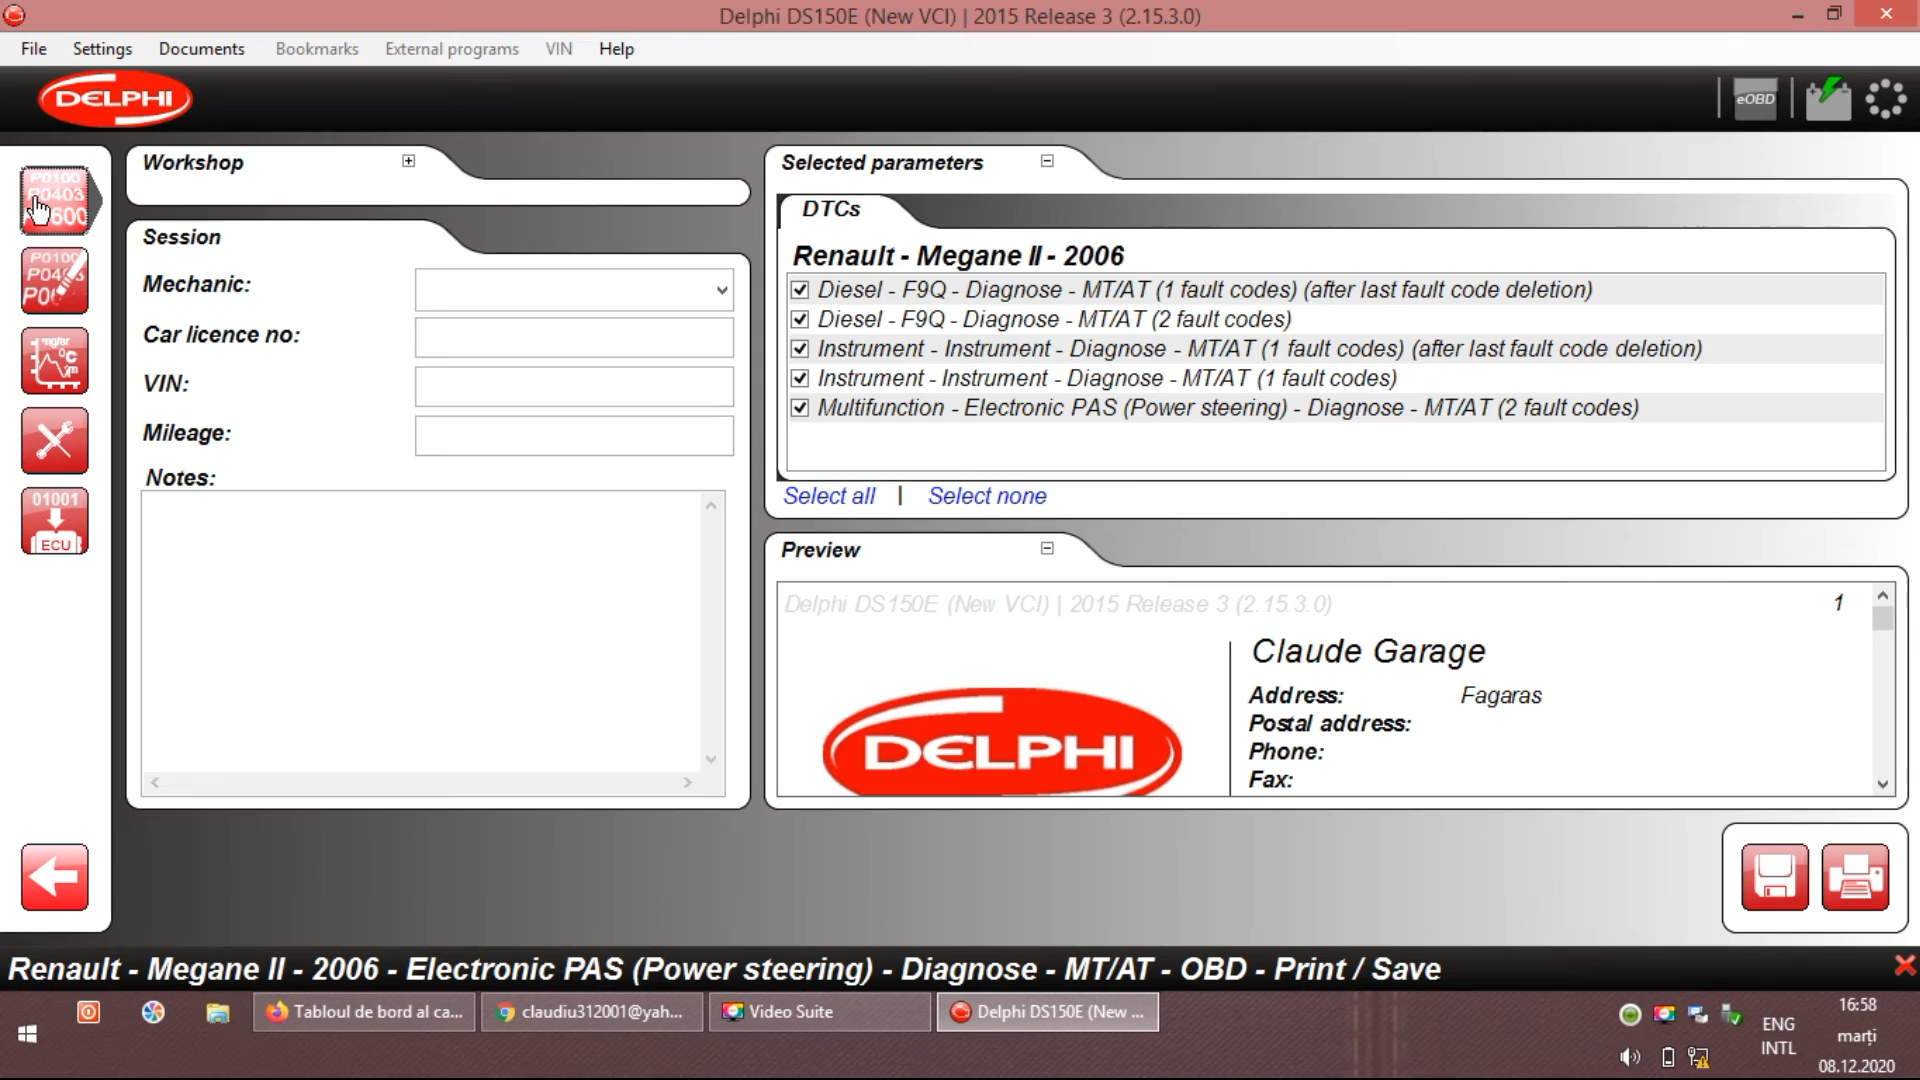 Delphi DS150E (New VCI) | 2015 Release 3 (2.15.3.0)
File Settings Documents Bookmarks External programs VIN Help
DELPHI
eOBD
P0100
P0403
P0100
mg/str
°C
01001
ECU
Workshop
Session
Mechanic:
Car licence no:
VIN:
Mileage:
Notes:
Selected parameters
DTCs
Renault - Megane II - 2006
Diesel - F9Q - Diagnose - MT/AT (1 fault codes) (after last fault code deletion)
Diesel - F9Q - Diagnose - MT/AT (2 fault codes)
Instrument - Instrument - Diagnose - MT/AT (1 fault codes) (after last fault code deletion)
Instrument - Instrument - Diagnose - MT/AT (1 fault codes)
Multifunction - Electronic PAS (Power steering) - Diagnose - MT/AT (2 fault codes)
Select all | Select none
Preview
Delphi DS150E (New VCI) | 2015 Release 3 (2.15.3.0) 1
DELPHI
Claude Garage
Address: Fagaras
Postal address:
Phone:
Fax:
Renault - Megane II - 2006 - Electronic PAS (Power steering) - Diagnose - MT/AT - OBD - Print / Save
Tabloul de bord al ca...
claudiu312001@yah...
Video Suite
Delphi DS150E (New ...
ENG
INTL
16:58
marți
08.12.2020